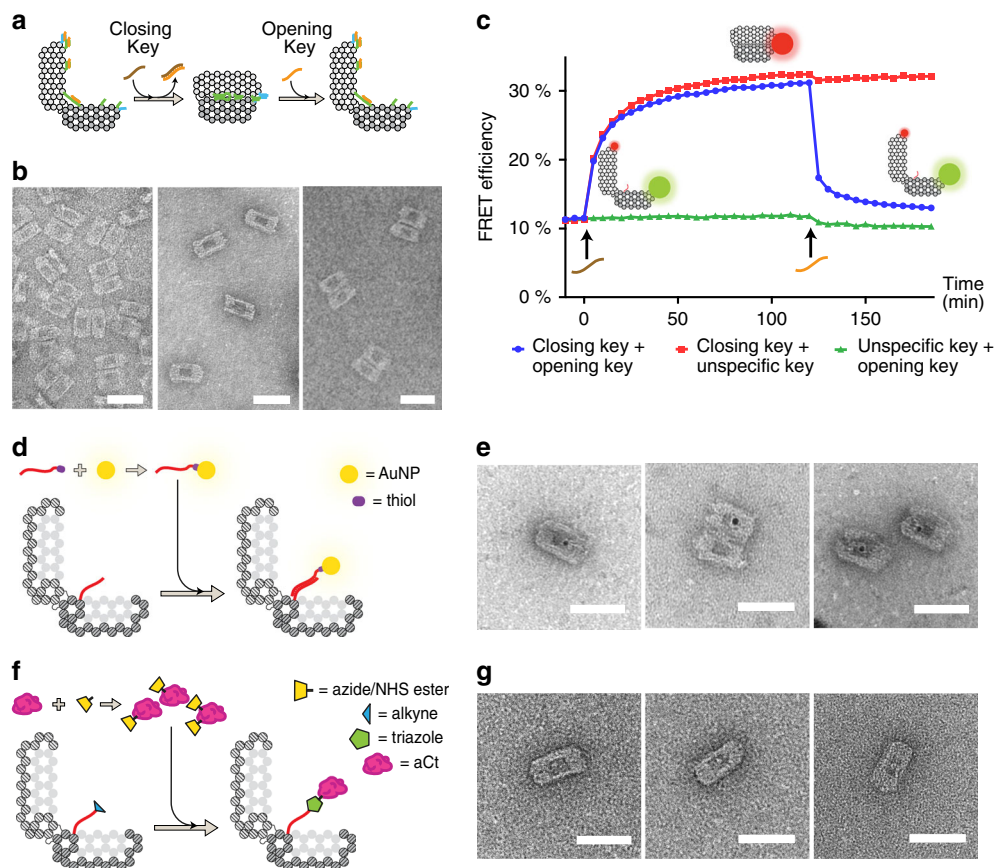 a
Closing
Key
Opening
Key
b
c
FRET efficiency
30 %
20 %
10 %
0 %
0
50
100
150
Time
(min)
Closing key +
opening key
Closing key +
unspecific key
Unspecific key +
opening key
d
= AuNP
= thiol
e
f
= azide/NHS ester
= alkyne
= triazole
= aCt
g